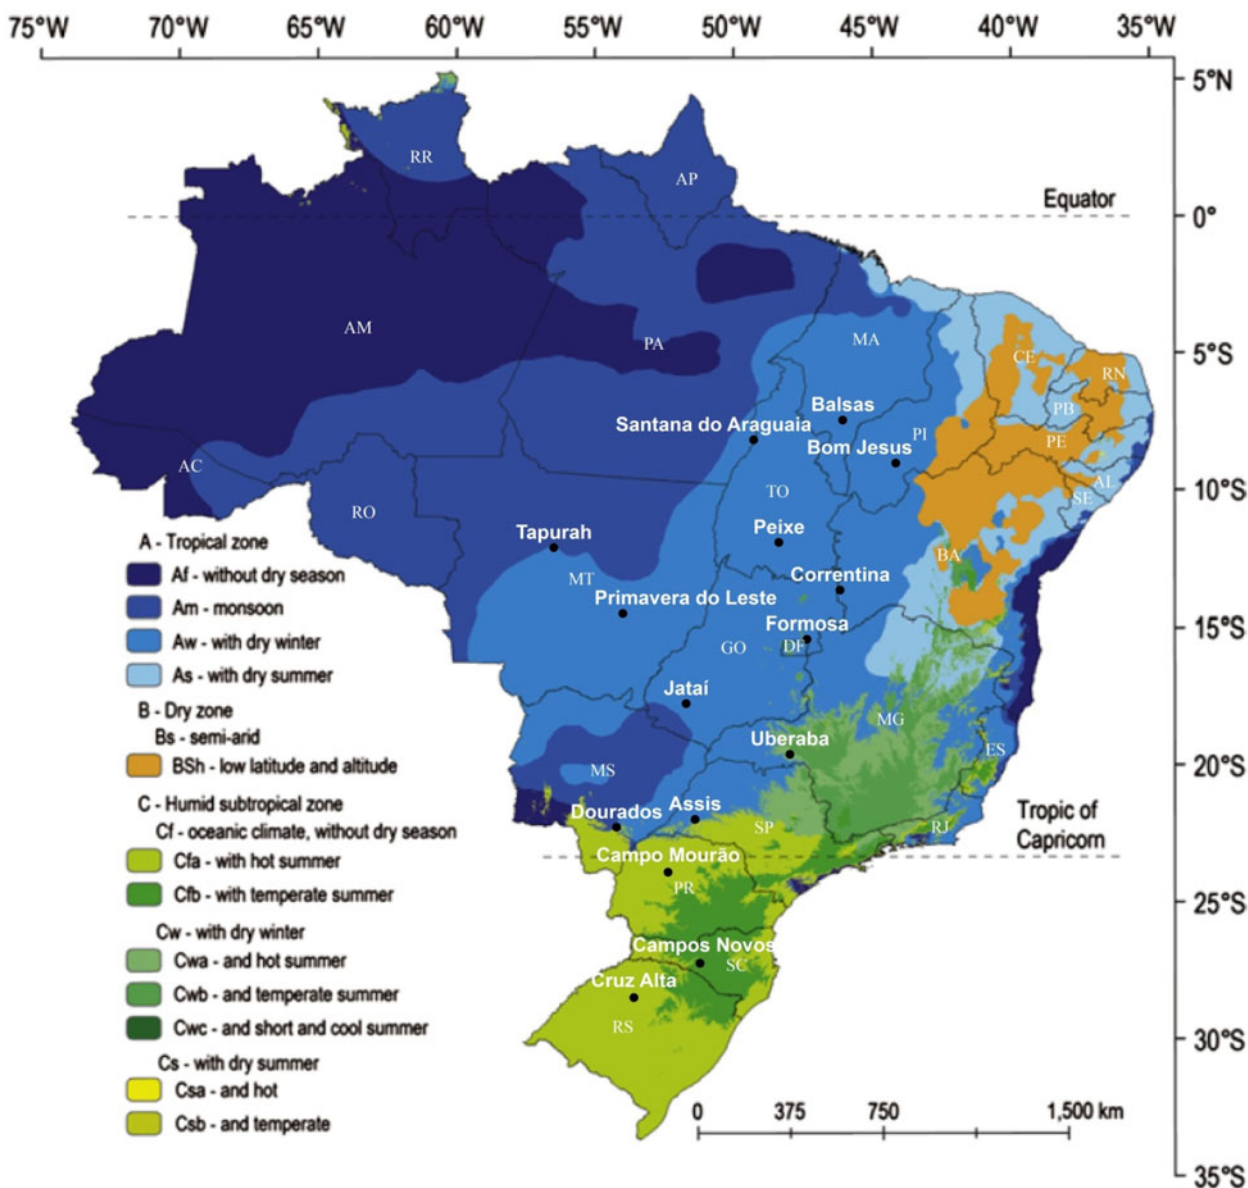 75°W 70°W 65°W 60°W 55°W 50°W 45°W 40°W 35°W
5°N
RR
AP
Equator
0°
AM
PA
MA
5°S
CE
RN
Balsas
PB
Santana do Araguaia
PI
PE
Bom Jesus
AC
TO
AL
10°S
SE
RO
Tapurah
Peixe
BA
MT
Correntina
Primavera do Leste
Formosa
15°S
GO
DF
Jataí
MG
Uberaba
ES
20°S
MS
Dourados
Assis
SP
RJ
Tropic of
Capricorn
Campo Mourão
PR
25°S
Campos Novos
SC
Cruz Alta
RS
30°S
35°S
A - Tropical zone
Af - without dry season
Am - monsoon
Aw - with dry winter
As - with dry summer
B - Dry zone
Bs - semi-arid
BSh - low latitude and altitude
C - Humid subtropical zone
Cf - oceanic climate, without dry season
Cfa - with hot summer
Cfb - with temperate summer
Cw - with dry winter
Cwa - and hot summer
Cwb - and temperate summer
Cwc - and short and cool summer
Cs - with dry summer
Csa - and hot
Csb - and temperate
0 375 750 1,500 km